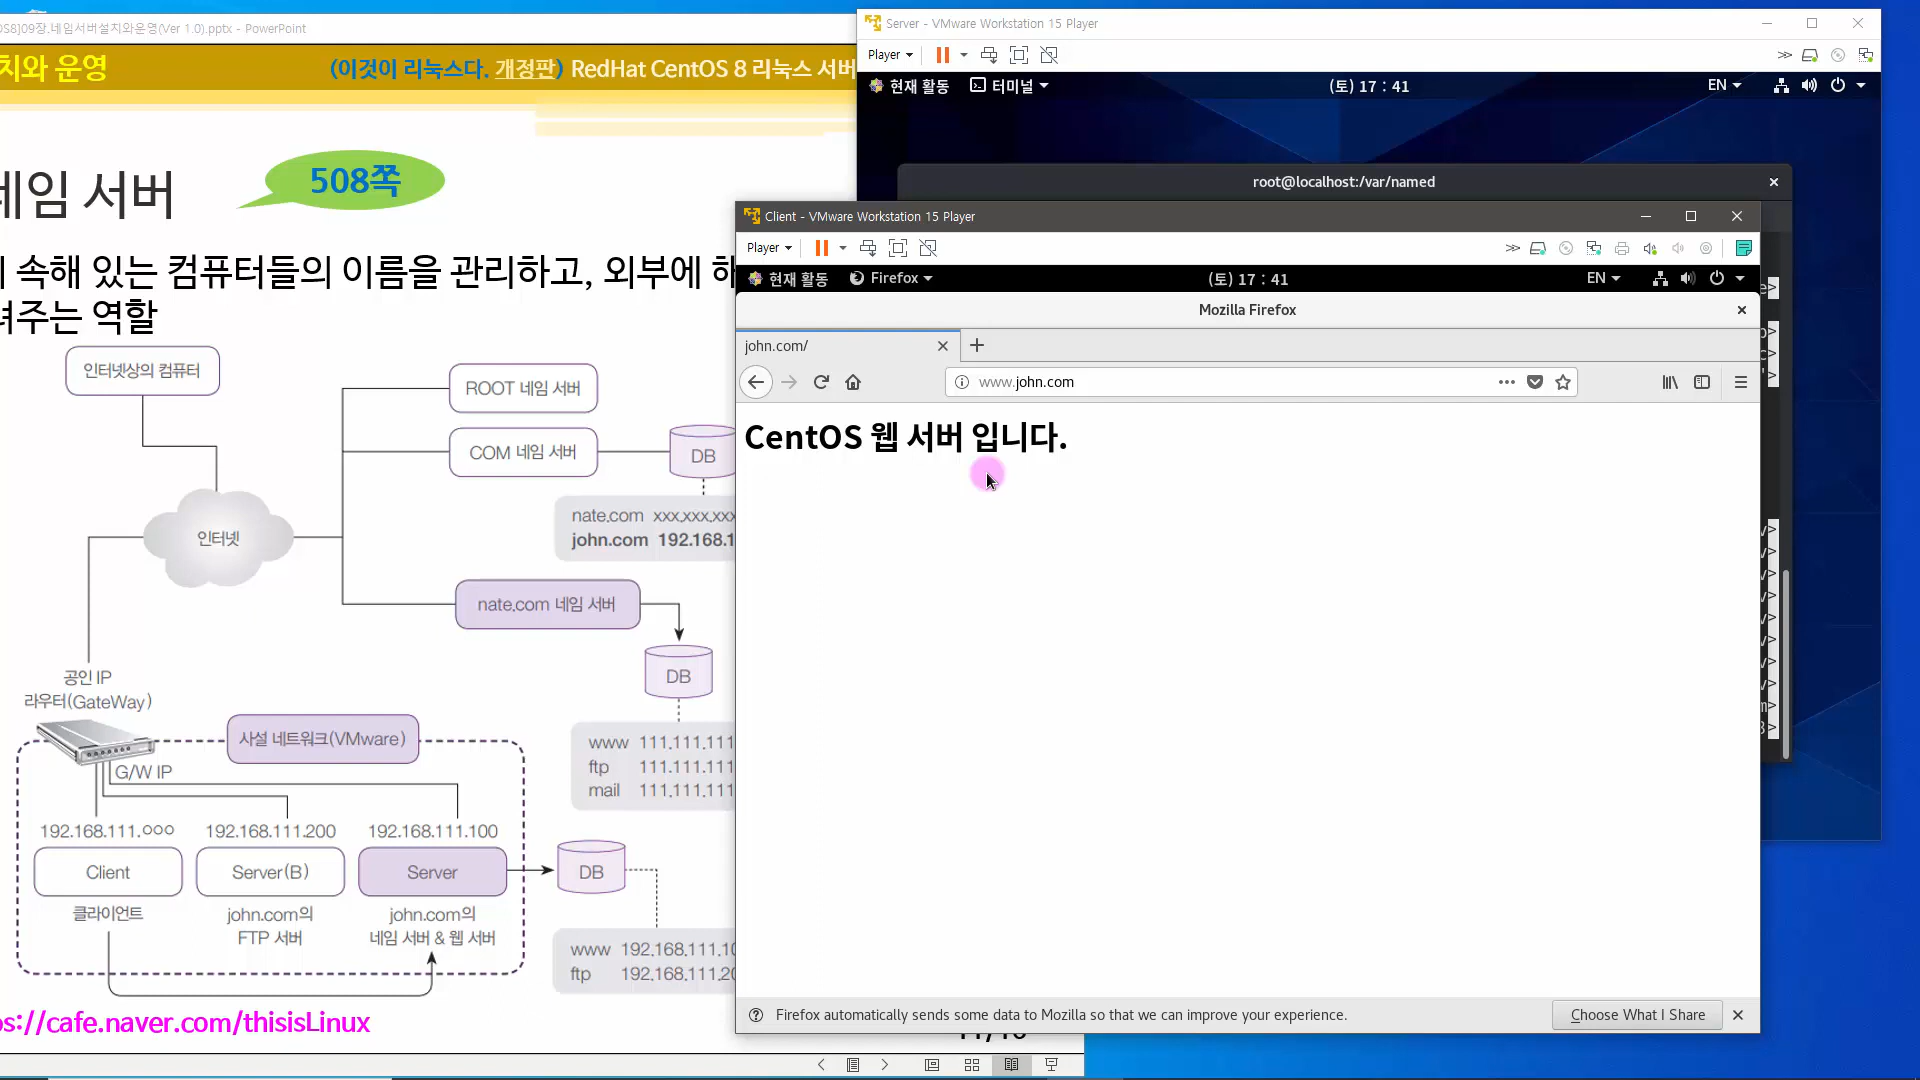 OS8]09장.네임서버설치와운영(Ver 1.0).pptx - PowerPoint
치와 운영
(이것이 리눅스다. 개정판) RedHat CentOS 8 리눅스 서버
네임 서버
508쪽
속해 있는 컴퓨터들의 이름을 관리하고, 외부에 해
려주는 역할
인터넷상의 컴퓨터
ROOT 네임 서버
COM 네임 서버
DB
nate.com xxx.xxx.xxx
john.com 192.168.1
인터넷
nate.com 네임 서버
DB
공인 IP
라우터(GateWay)
www 111.111.111
ftp 111.111.111
mail 111.111.111
사설 네트워크(VMware)
G/W IP
192.168.111.○○○
192.168.111.200
192.168.111.100
Client
Server(B)
Server
DB
클라이언트
john.com의
FTP 서버
john.com의
네임 서버 & 웹 서버
www 192.168.111.10
ftp 192.168.111.20
os://cafe.naver.com/thisisLinux
Server - VMware Workstation 15 Player
Player
현재 활동
터미널
(토) 17 : 41
EN
root@localhost:/var/named
Client - VMware Workstation 15 Player
Player
현재 활동
Firefox
(토) 17 : 41
EN
Mozilla Firefox
john.com/
www.john.com
CentOS 웹 서버 입니다.
Firefox automatically sends some data to Mozilla so that we can improve your experience.
Choose What I Share